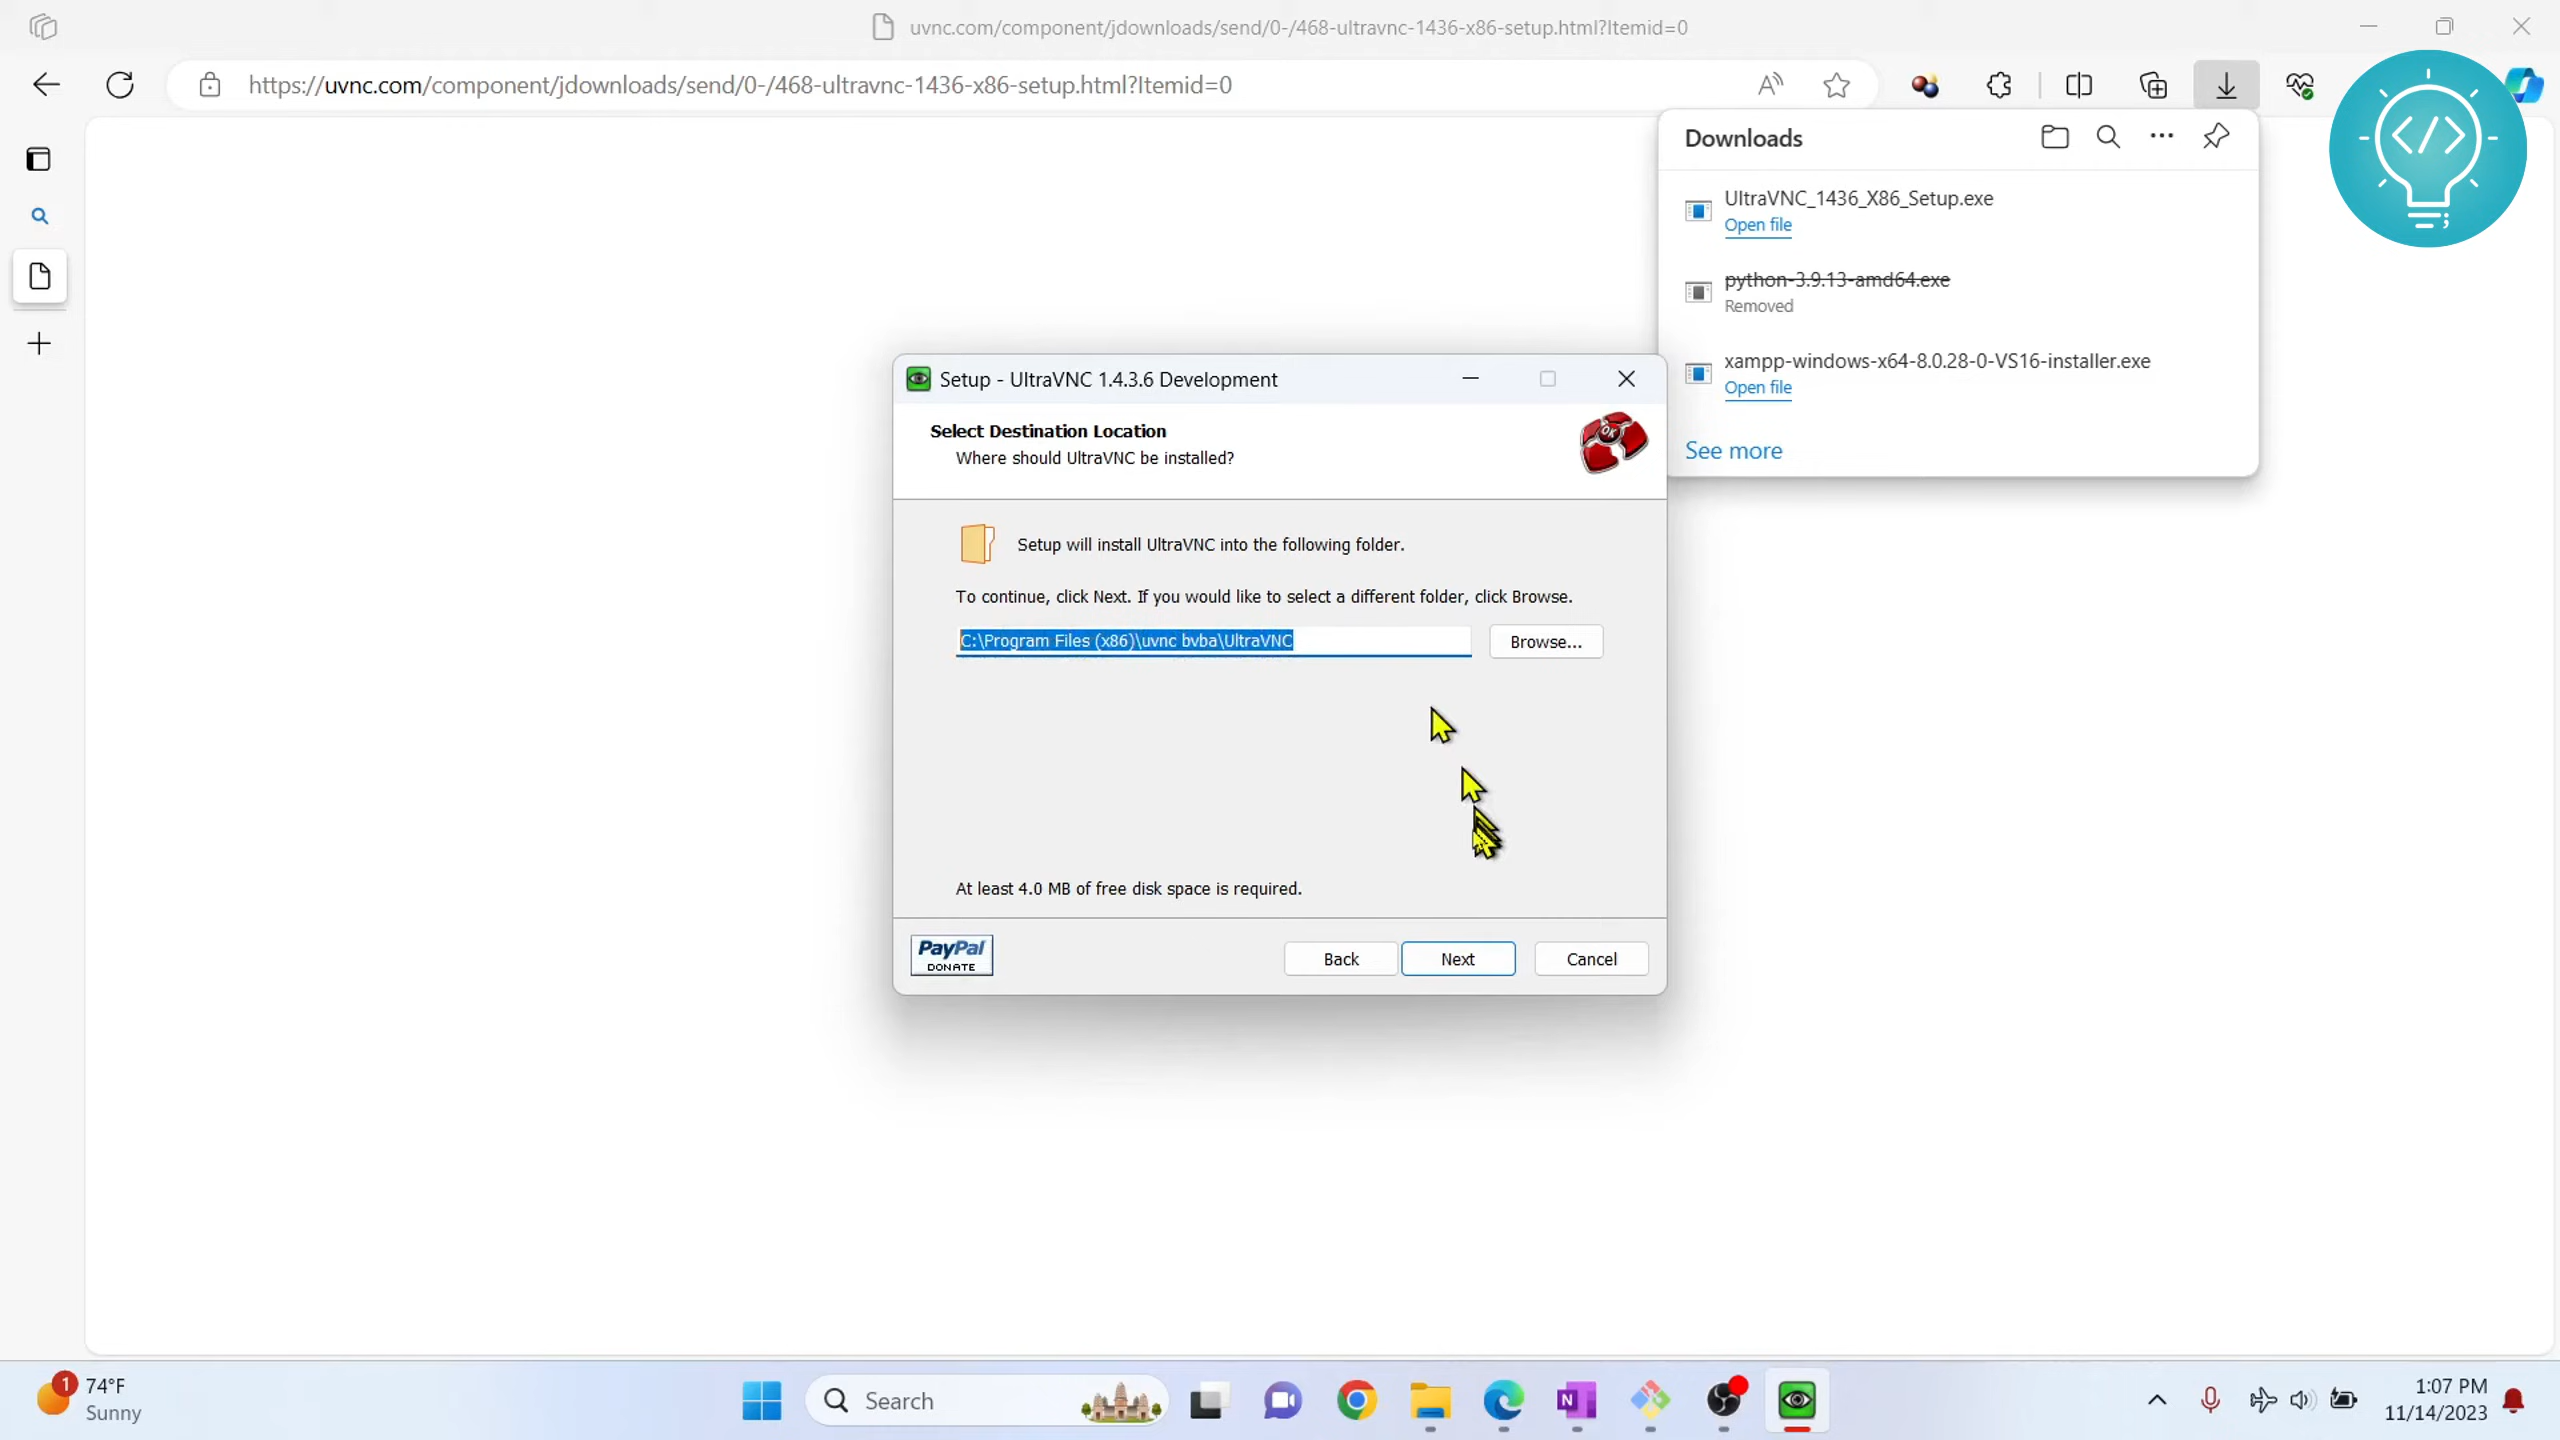 uvnc.com/component/jdownloads/send/0-/468-ultravnc-1436-x86-setup.html?Itemid=0
https://uvnc.com/component/jdownloads/send/0-/468-ultravnc-1436-x86-setup.html?Itemid=0
Downloads
UltraVNC_1436_X86_Setup.exe
Open file
python-3.9.13-amd64.exe
Removed
xampp-windows-x64-8.0.28-0-VS16-installer.exe
Open file
See more
Setup - UltraVNC 1.4.3.6 Development
Select Destination Location
Where should UltraVNC be installed?
OK
Setup will install UltraVNC into the following folder.
To continue, click Next. If you would like to select a different folder, click Browse.
C:\Program Files (x86)\uvnc bvba\UltraVNC
Browse...
At least 4.0 MB of free disk space is required.
PayPal
DONATE
Back
Next
Cancel
1
74°F
Sunny
Search
N
1:07 PM
11/14/2023